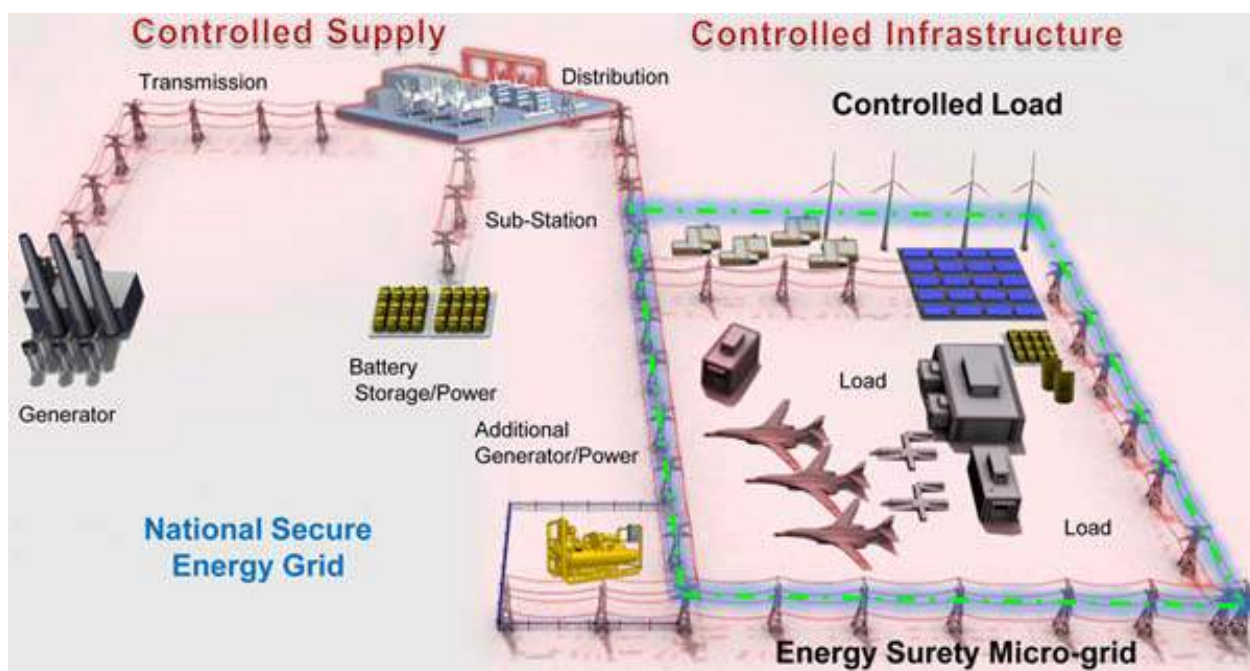 Controlled Supply
Controlled Infrastructure
Transmission
Distribution
Controlled Load
Sub-Station
Battery
Storage/Power
Load
Generator
Additional
Generator/Power
National Secure
Energy Grid
Load
Energy Surety Micro-grid